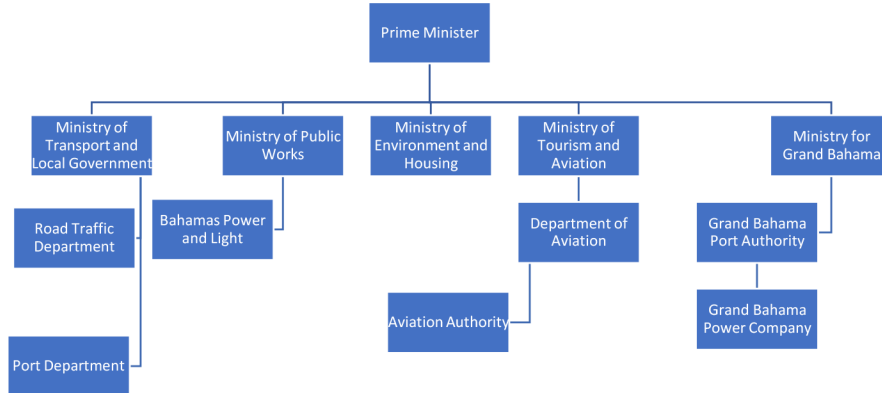 Prime Minister
Ministry of
Transport and
Local Government
Ministry of Public
Works
Ministry of
Environment and
Housing
Ministry of
Tourism and
Aviation
Ministry for
Grand Bahama
Road Traffic
Department
Bahamas Power
and Light
Department of
Aviation
Grand Bahama
Port Authority
Aviation Authority
Grand Bahama
Power Company
Port Department